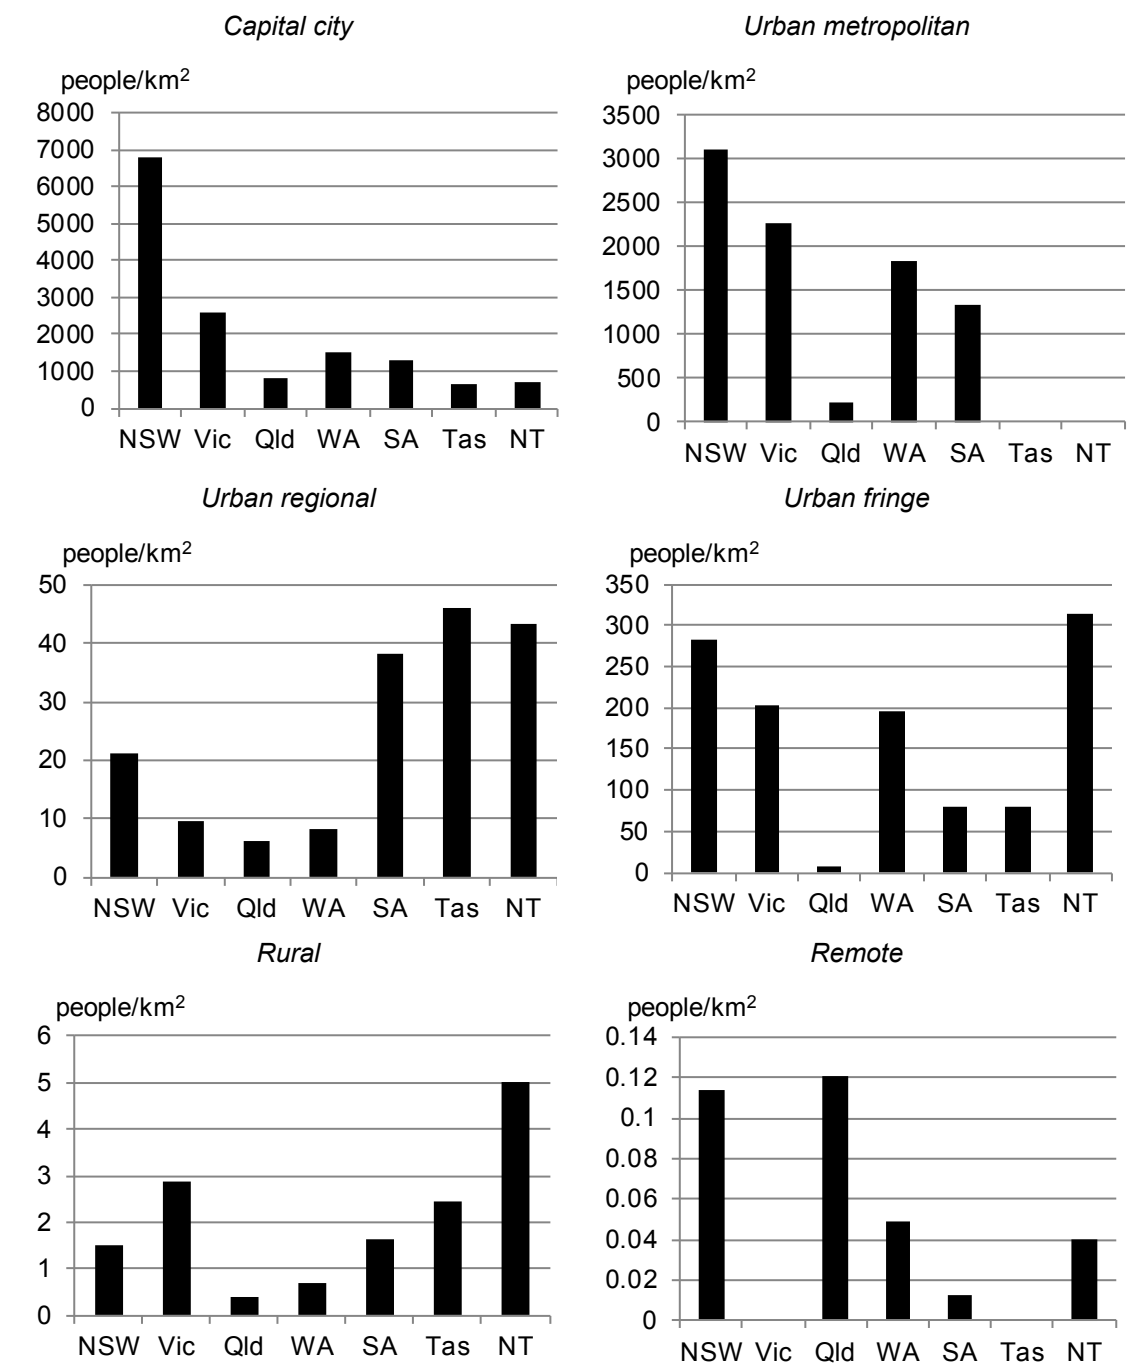 Capital city
people/km²
8000
7000
6000
5000
4000
3000
2000
1000
0
NSW Vic Qld WA SA Tas NT
Urban metropolitan
people/km²
3500
3000
2500
2000
1500
1000
500
0
NSW Vic Qld WA SA Tas NT
Urban regional
people/km²
50
40
30
20
10
0
NSW Vic Qld WA SA Tas NT
Urban fringe
people/km²
350
300
250
200
150
100
50
0
NSW Vic Qld WA SA Tas NT
Rural
people/km²
6
5
4
3
2
1
0
NSW Vic Qld WA SA Tas NT
Remote
people/km²
0.14
0.12
0.1
0.08
0.06
0.04
0.02
0
NSW Vic Qld WA SA Tas NT